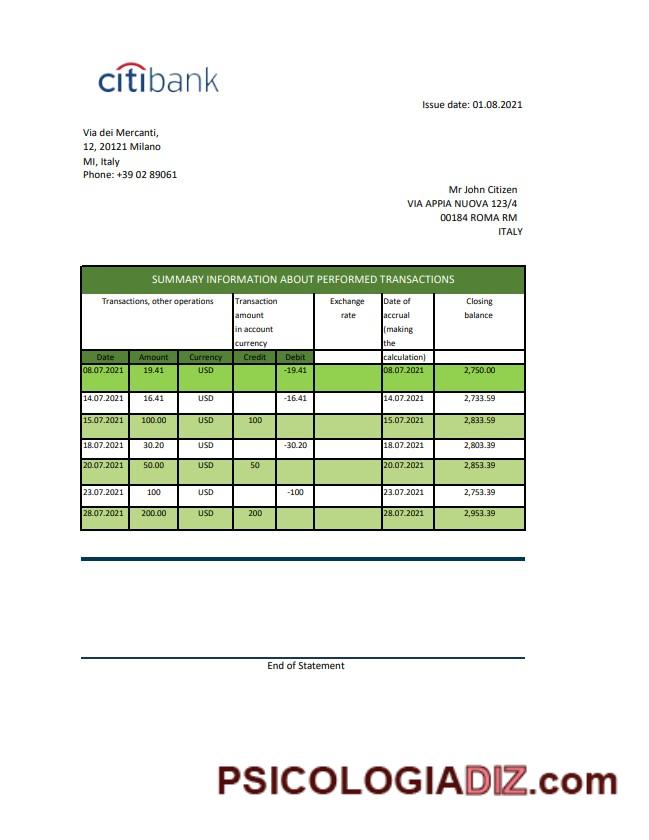 citibank
Issue date: 01.08.2021
Via dei Mercanti,
12, 20121 Milano
MI, Italy
Phone: +39 02 89061
Mr John Citizen
VIA APPIA NUOVA 123/4
00184 ROMA RM
ITALY
SUMMARY INFORMATION ABOUT PERFORMED TRANSACTIONS
Transactions, other operations
Transaction
amount
in account
currency
Exchange
rate
Date of
accrual
(making
the
calculation)
Closing
balance
Date Amount Currency Credit Debit
08.07.2021 19.41 USD -19.41 08.07.2021 2,750.00
14.07.2021 16.41 USD -16.41 14.07.2021 2,733.59
15.07.2021 100.00 USD 100 15.07.2021 2,833.59
18.07.2021 30.20 USD -30.20 18.07.2021 2,803.39
20.07.2021 50.00 USD 50 20.07.2021 2,853.39
23.07.2021 100 USD -100 23.07.2021 2,753.39
28.07.2021 200.00 USD 200 28.07.2021 2,953.39
End of Statement
PSICOLOGIADIZ.com